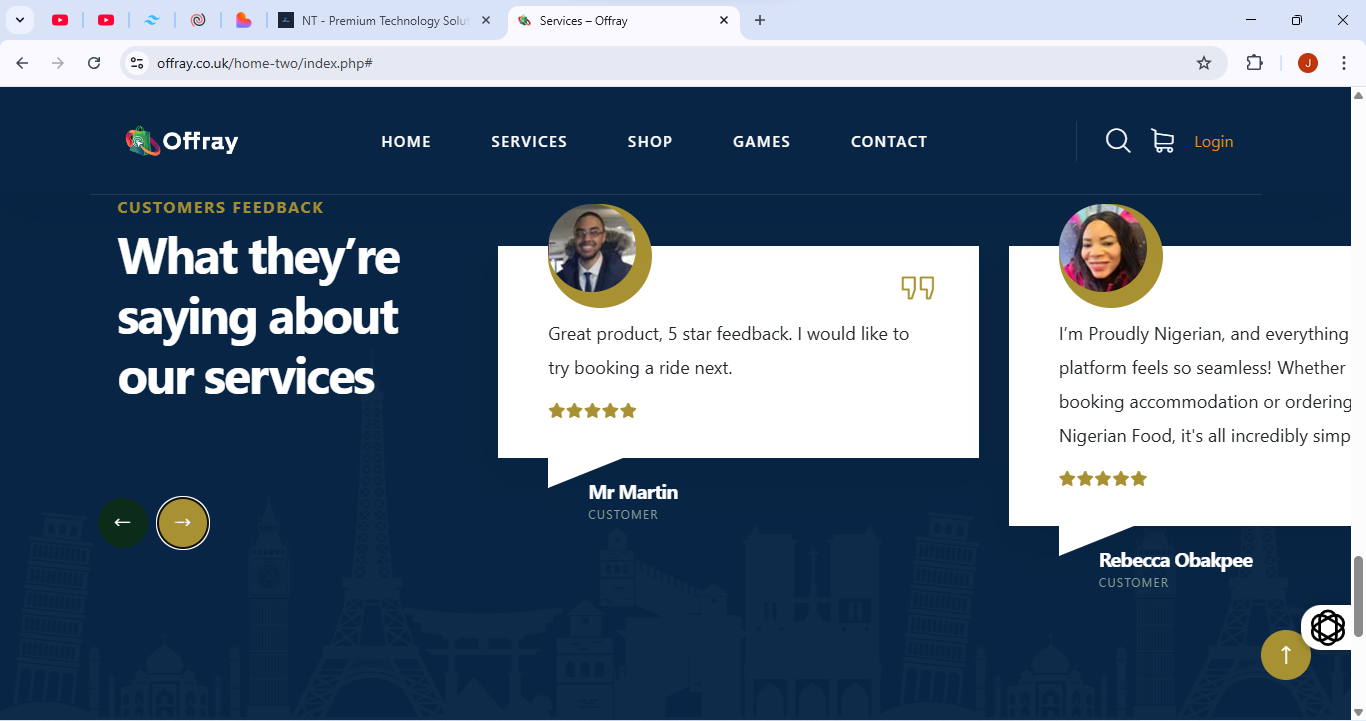 NT - Premium Technology Solut
Services – Offray
offray.co.uk/home-two/index.php#
J
Offray
HOME
SERVICES
SHOP
GAMES
CONTACT
Login
CUSTOMERS FEEDBACK
What they’re
saying about
our services
Great product, 5 star feedback. I would like to
try booking a ride next.
Mr Martin
CUSTOMER
I’m Proudly Nigerian, and everything
platform feels so seamless! Whether
booking accommodation or ordering
Nigerian Food, it's all incredibly simp
Rebecca Obakpee
CUSTOMER